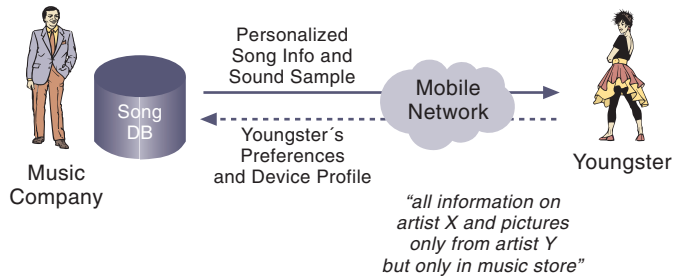 Personalized
Song Info and
Sound Sample
Song
DB
Mobile
Network
Youngster´s
Preferences
and Device Profile
Music
Company
Youngster
“all information on
artist X and pictures
only from artist Y
but only in music store”